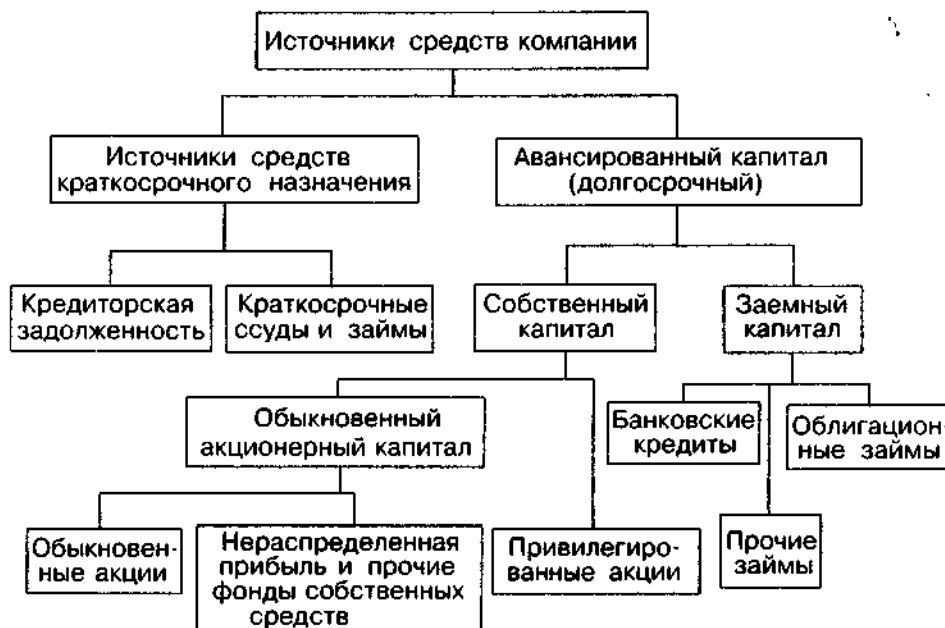 Источники средств компании
Источники средств
краткосрочного назначения
Авансированный капитал
(долгосрочный)
Кредиторская
задолженность
Краткосрочные
ссуды и займы
Собственный
капитал
Заемный
капитал
Обыкновенный
акционерный капитал
Банковские
кредиты
Облигацион-
ные займы
Обыкновен-
ные акции
Нераспределенная
прибыль и прочие
фонды собственных
средств
Привилегиро-
ванные акции
Прочие
займы